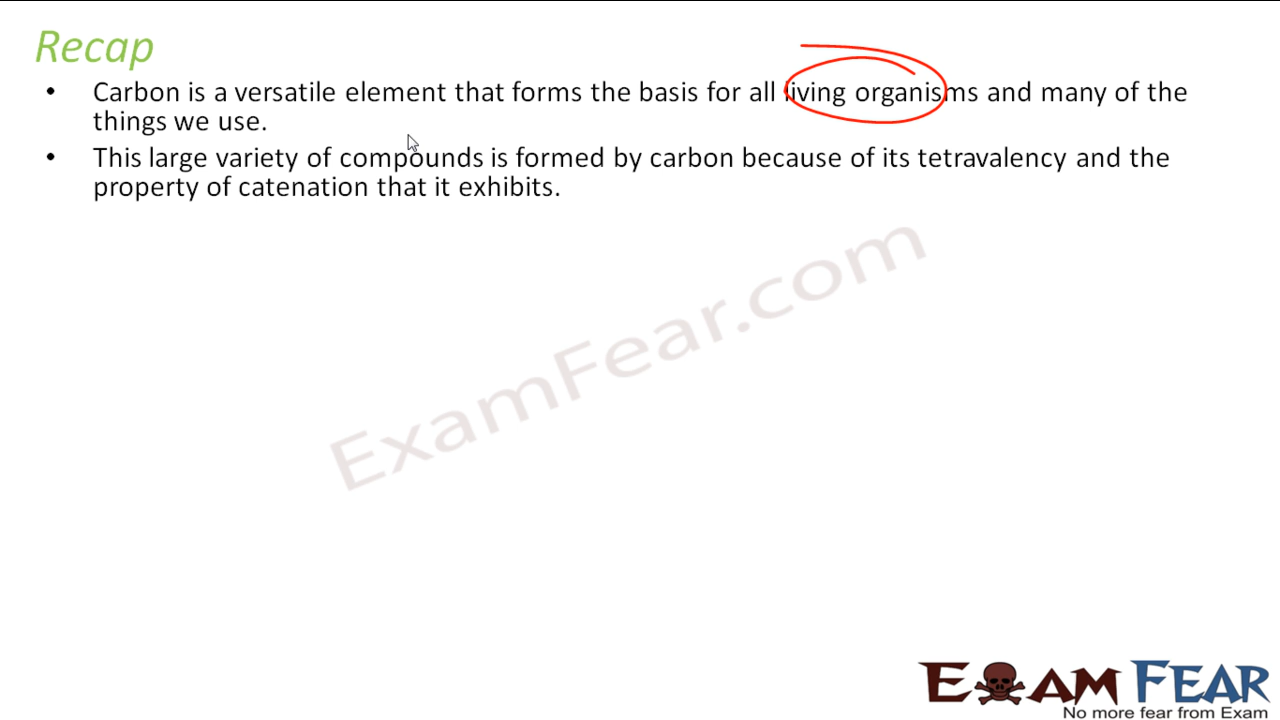 Recap
• Carbon is a versatile element that forms the basis for all living organisms and many of the
things we use.
• This large variety of compounds is formed by carbon because of its tetravalency and the
property of catenation that it exhibits.
ExamFear.com
EXAM FEAR
No more fear from Exam